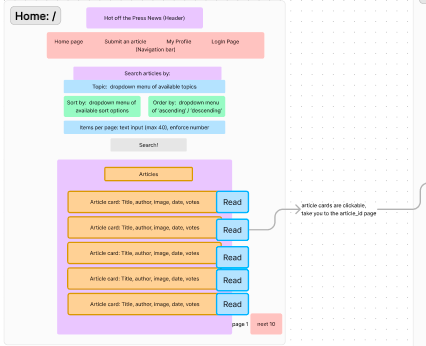 Home: /
Hot off the Press News (Header)
Home page Submit an article My Profile Login Page
(Navigation bar)
Search articles by:
Topic: dropdown menu of available topics
Sort by: dropdown menu of
available sort options
Order by: dropdown menu
of 'ascending' / 'descending'
Items per page: text input (max 40), enforce number
Search!
Articles
Article card: Title, author, image, date, votes Read
Article card: Title, author, image, date, votes Read
article cards are clickable,
take you to the article_id page
Article card: Title, author, image, date, votes Read
Article card: Title, author, image, date, votes Read
Article card: Title, author, image, date, votes Read
page 1 next 10